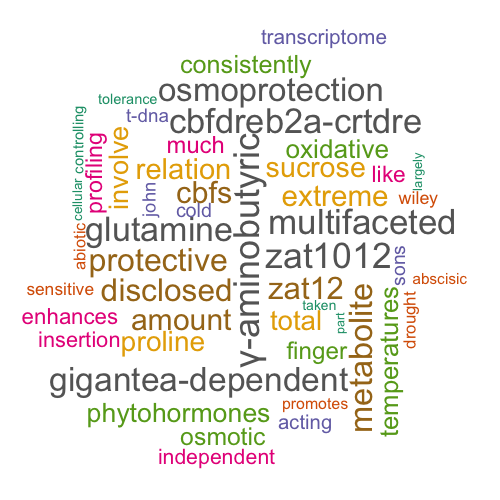 transcriptome
consistently
osmoprotection
tolerance
t-dna
cbfdreb2a-crtdre
cellular controlling
profiling
involve
much
oxidative
relation
sucrose
like
largely
john
cbfs
cold
extreme
wiley
γ-aminobutyric
glutamine
multifaceted
abiotic
protective
zat1012
sons
abscisic
sensitive
disclosed
zat12
metabolite
temperatures
drought
taken
part
enhances
amount
total
insertion
proline
finger
gigantea-dependent
promotes
phytohormones
acting
osmotic
independent